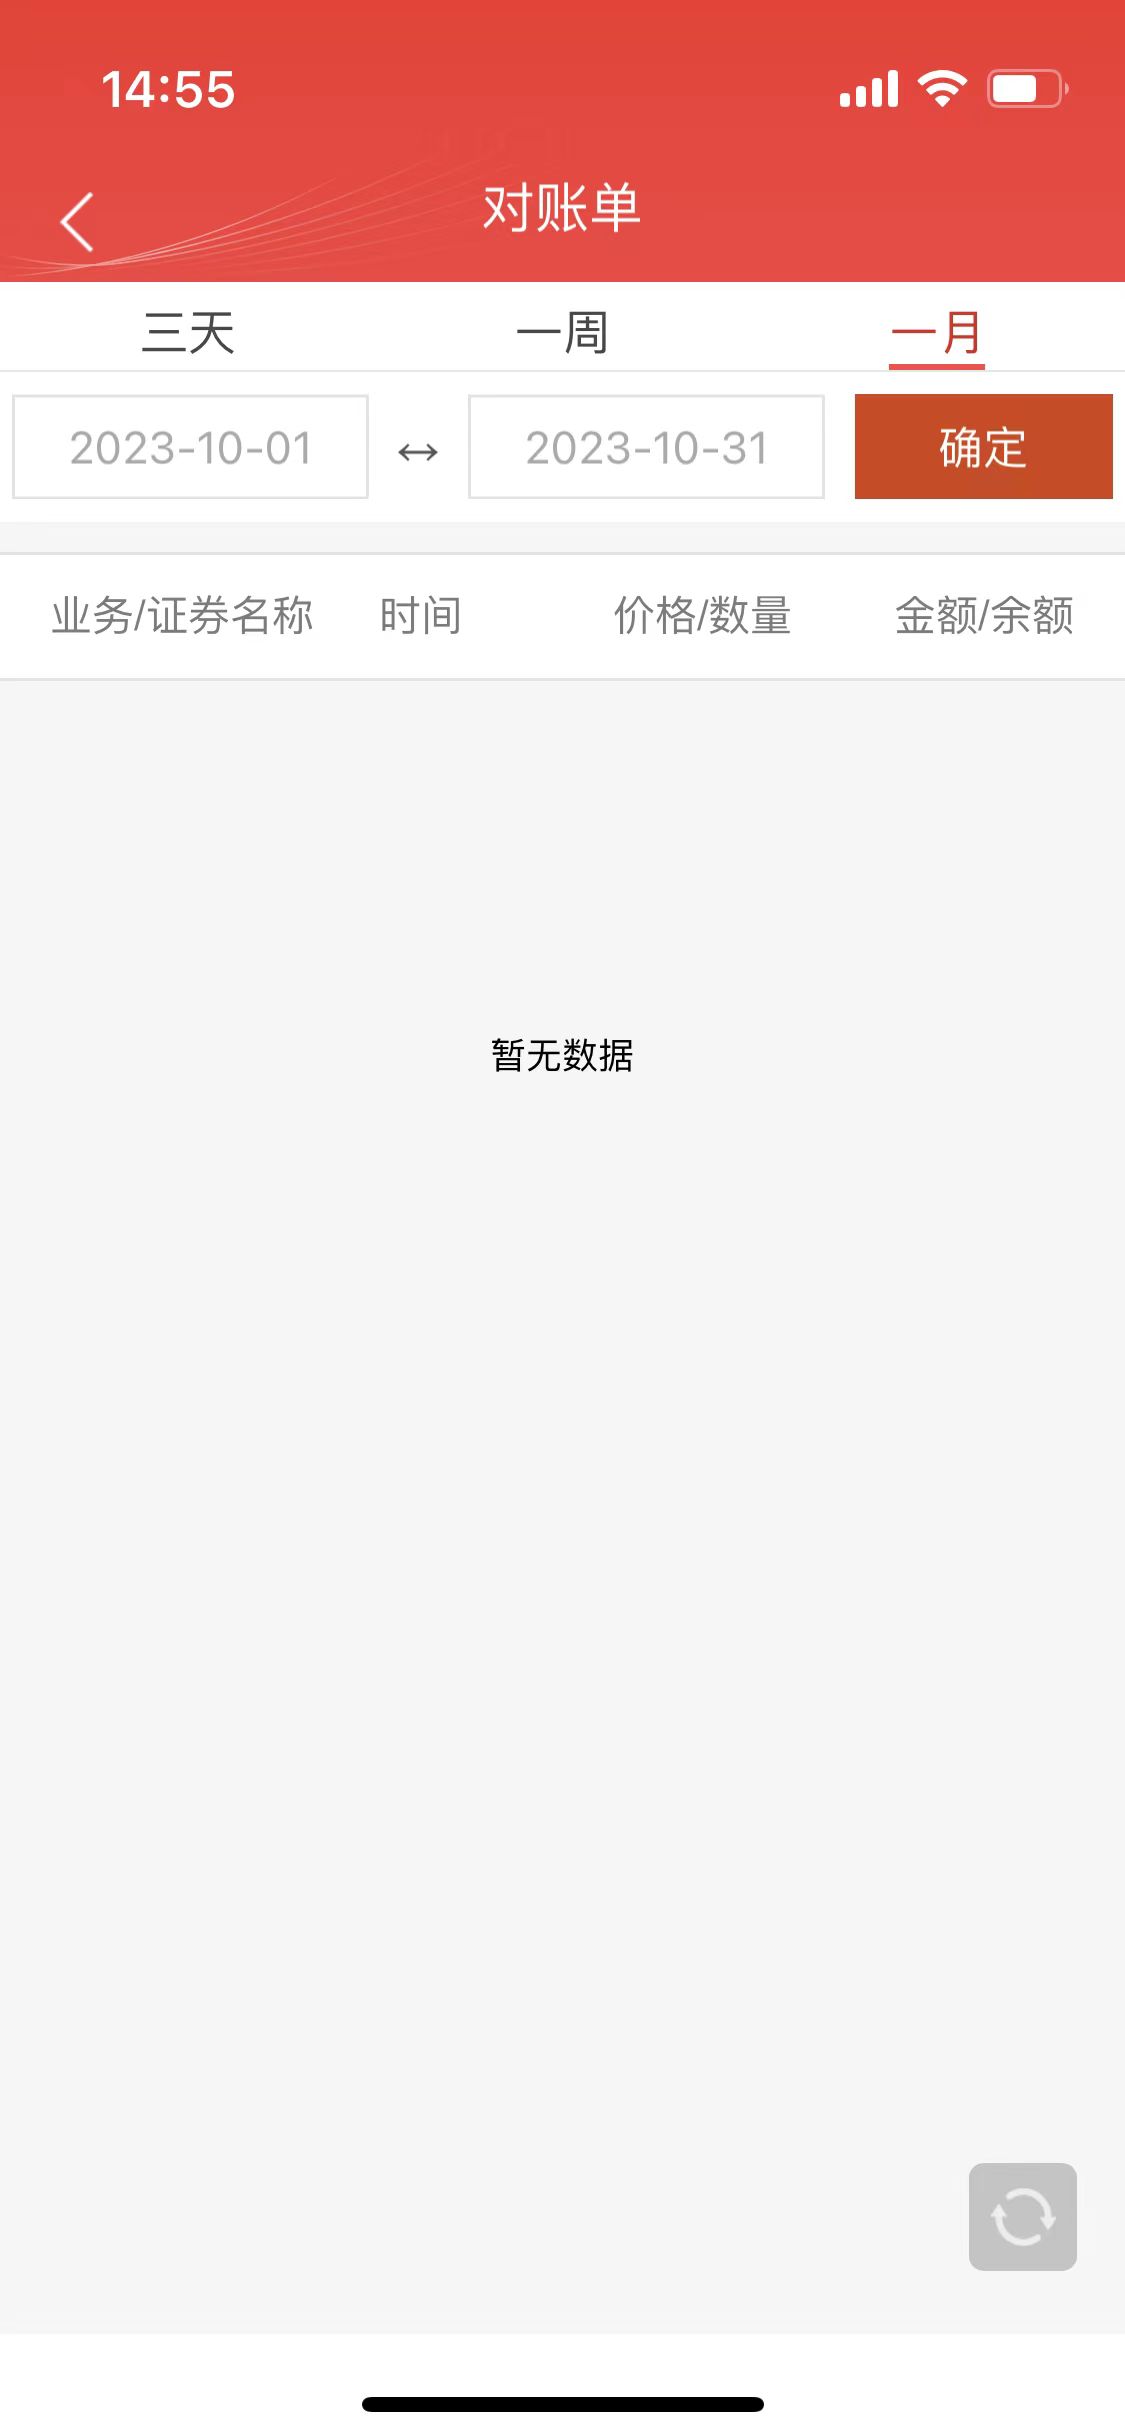 14:55
对账单
三天 一周 一月
2023-10-01 ↔ 2023-10-31 确定
业务/证券名称 时间 价格/数量 金额/余额
暂无数据